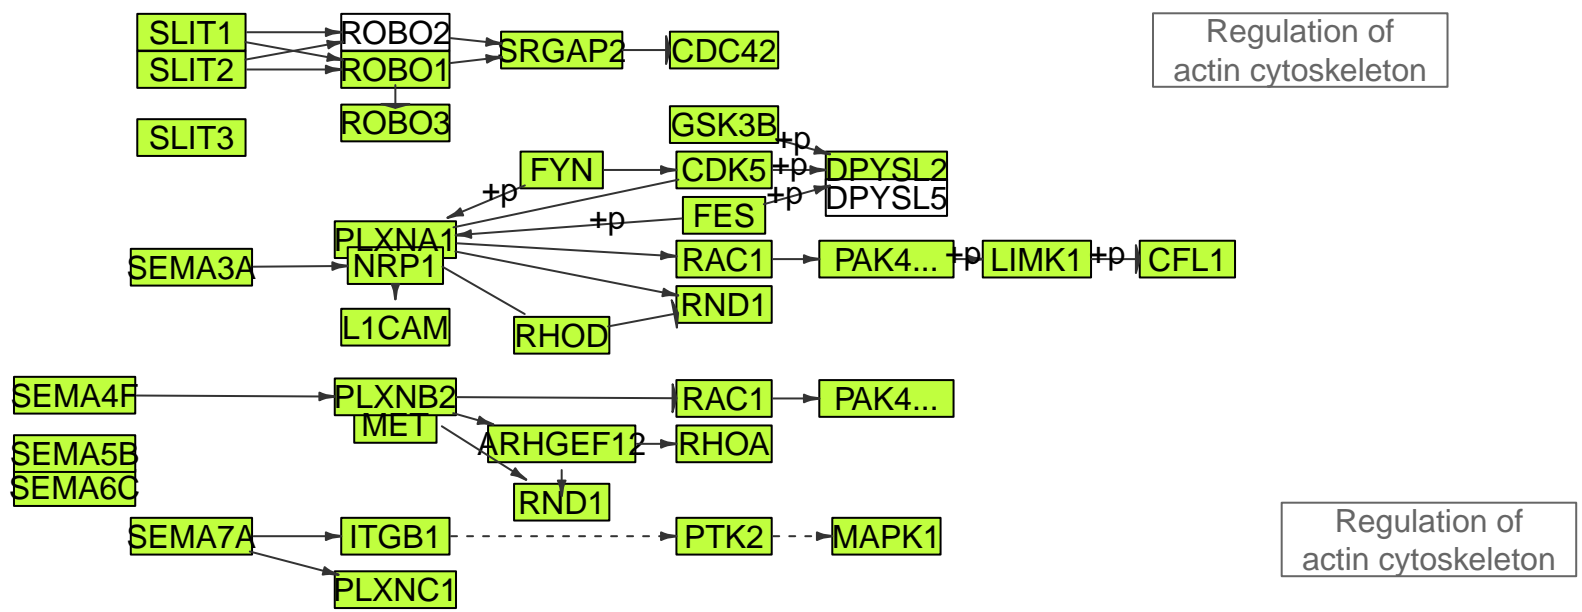 SLIT1
ROBO2
Regulation of
actin cytoskeleton
SRGAP2
CDC42
SLIT2
ROBO1
SLIT3
ROBO3
GSK3B
+p
FYN
CDK5
+p
DPYSL2
+p
FES
+p
DPYSL5
+p
PLXNA1
SEMA3A
NRP1
RAC1
PAK4...
+p
LIMK1
+p
CFL1
RND1
L1CAM
RHOD
SEMA4F
PLXNB2
RAC1
PAK4...
MET
ARHGEF12
RHOA
SEMA5B
SEMA6C
RND1
SEMA7A
ITGB1
PTK2
MAPK1
Regulation of
actin cytoskeleton
PLXNC1